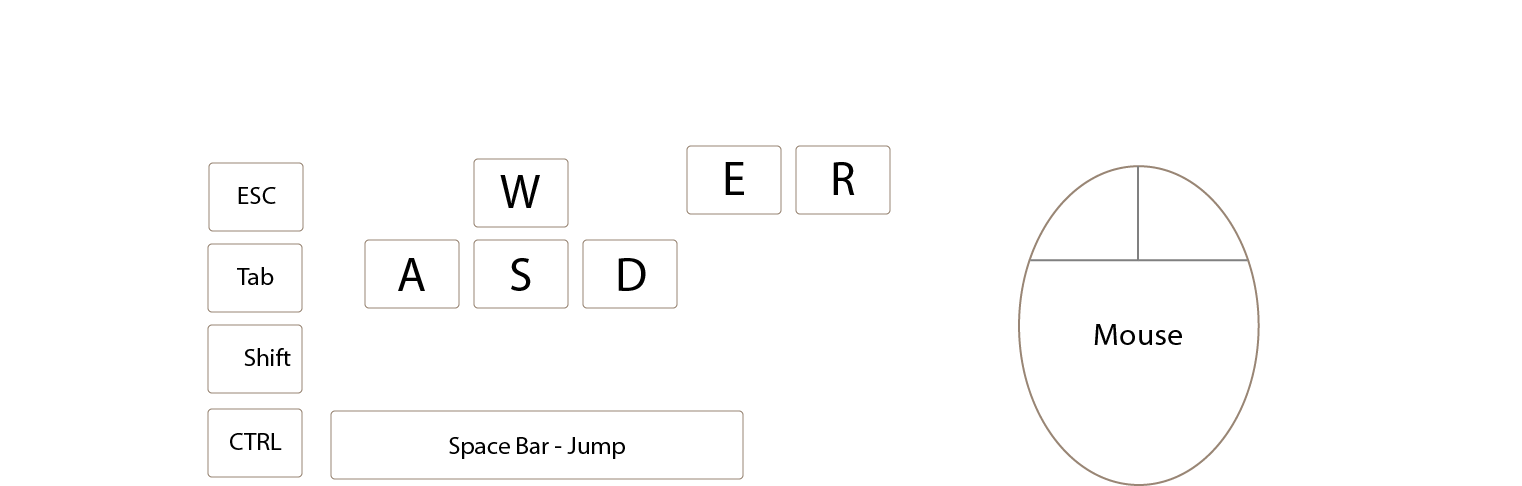 ESC
W
E
R
Tab
A
S
D
Shift
CTRL
Space Bar - Jump
Mouse